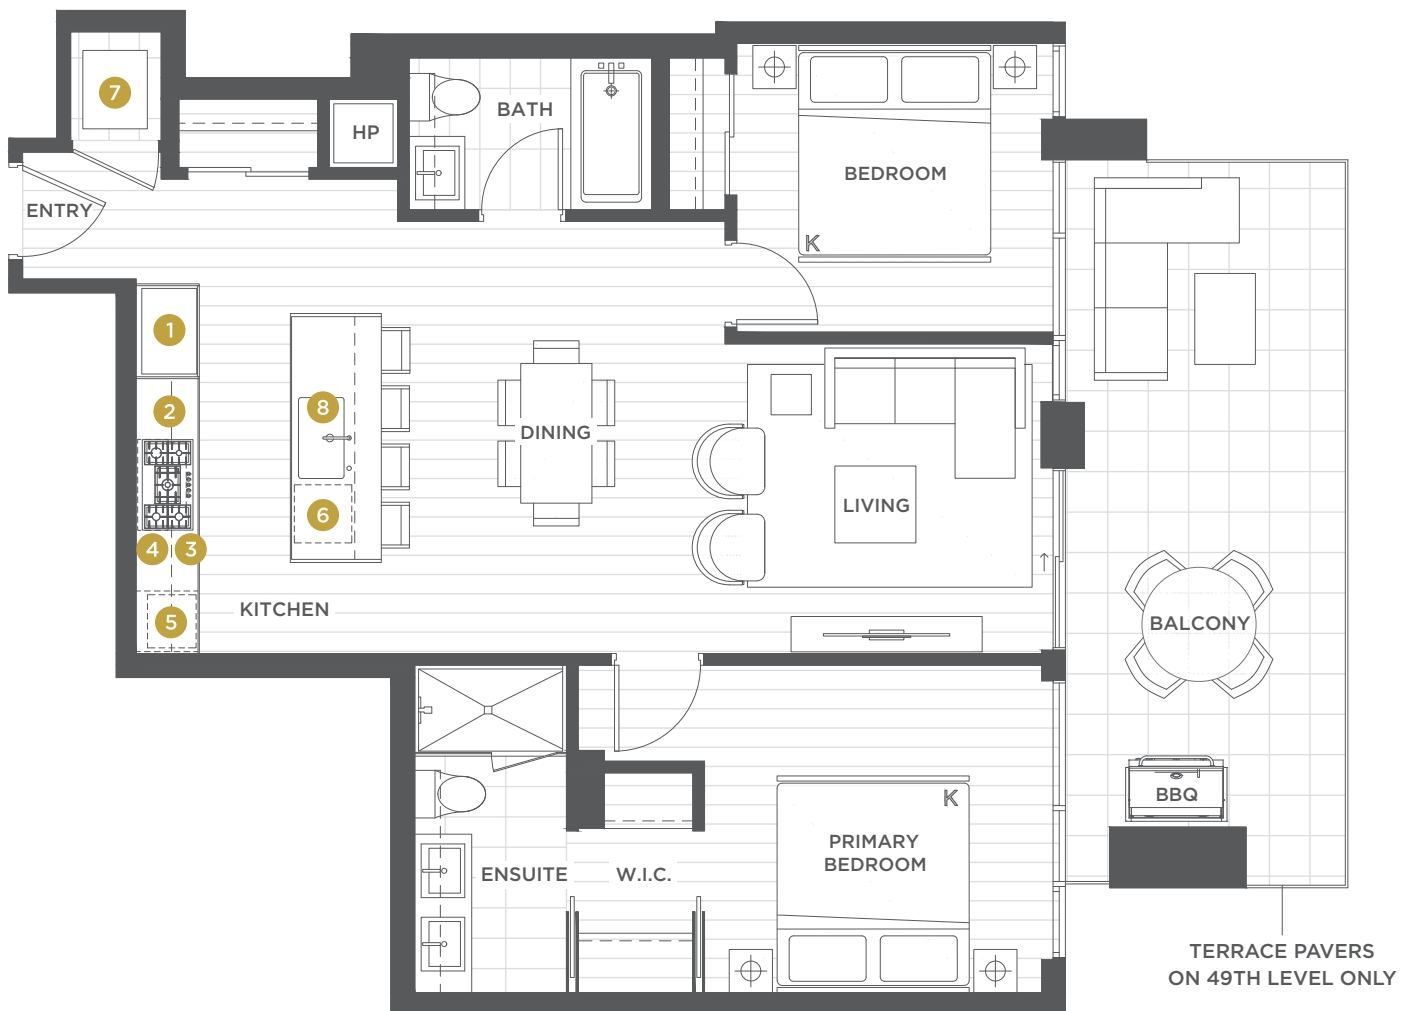 7
HP
BATH
BEDROOM
K
ENTRY
1
2
8
DINING
LIVING
6
4
3
5
KITCHEN
BALCONY
BBQ
K
PRIMARY
BEDROOM
ENSUITE
W.I.C.
TERRACE PAVERS
ON 49TH LEVEL ONLY